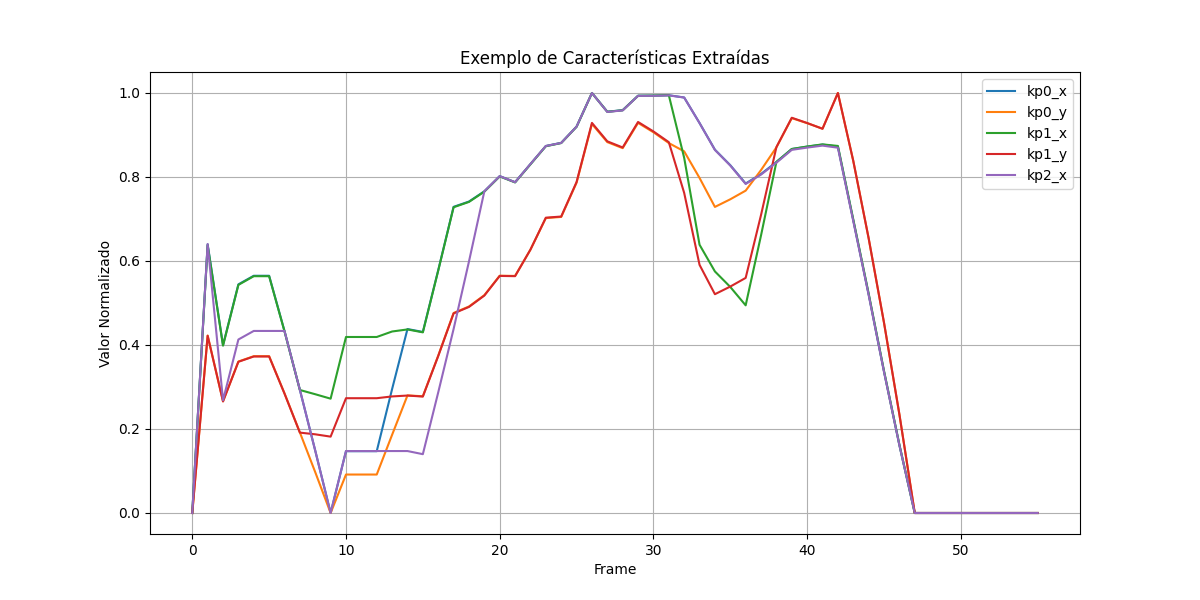 Exemplo de Características Extraídas
1.0
0.8
0.6
0.4
0.2
0.0
Valor Normalizado
0
10
20
30
40
50
Frame
kp0_x
kp0_y
kp1_x
kp1_y
kp2_x